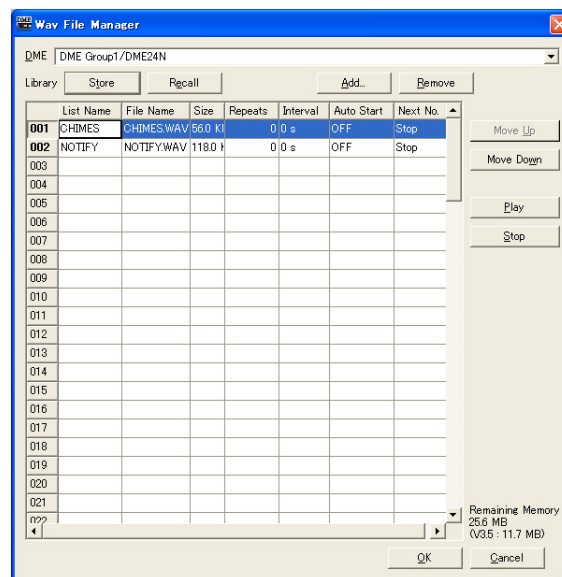 Wav File Manager
DME DME Group1/DME24N
Library Store Recall Add... Remove
List Name File Name Size Repeats Interval Auto Start Next No.
001 CHIMES CHIMES.WAV 56.0 KI 0 0 s OFF Stop
002 NOTIFY NOTIFY.WAV 118.0 0 0 s OFF Stop
003
004
005
006
007
008
009
010
011
012
013
014
015
016
017
018
019
020
021
022
Move Up
Move Down
Play
Stop
Remaining Memory
25.6 MB
(V3.5 : 11.7 MB)
OK Cancel